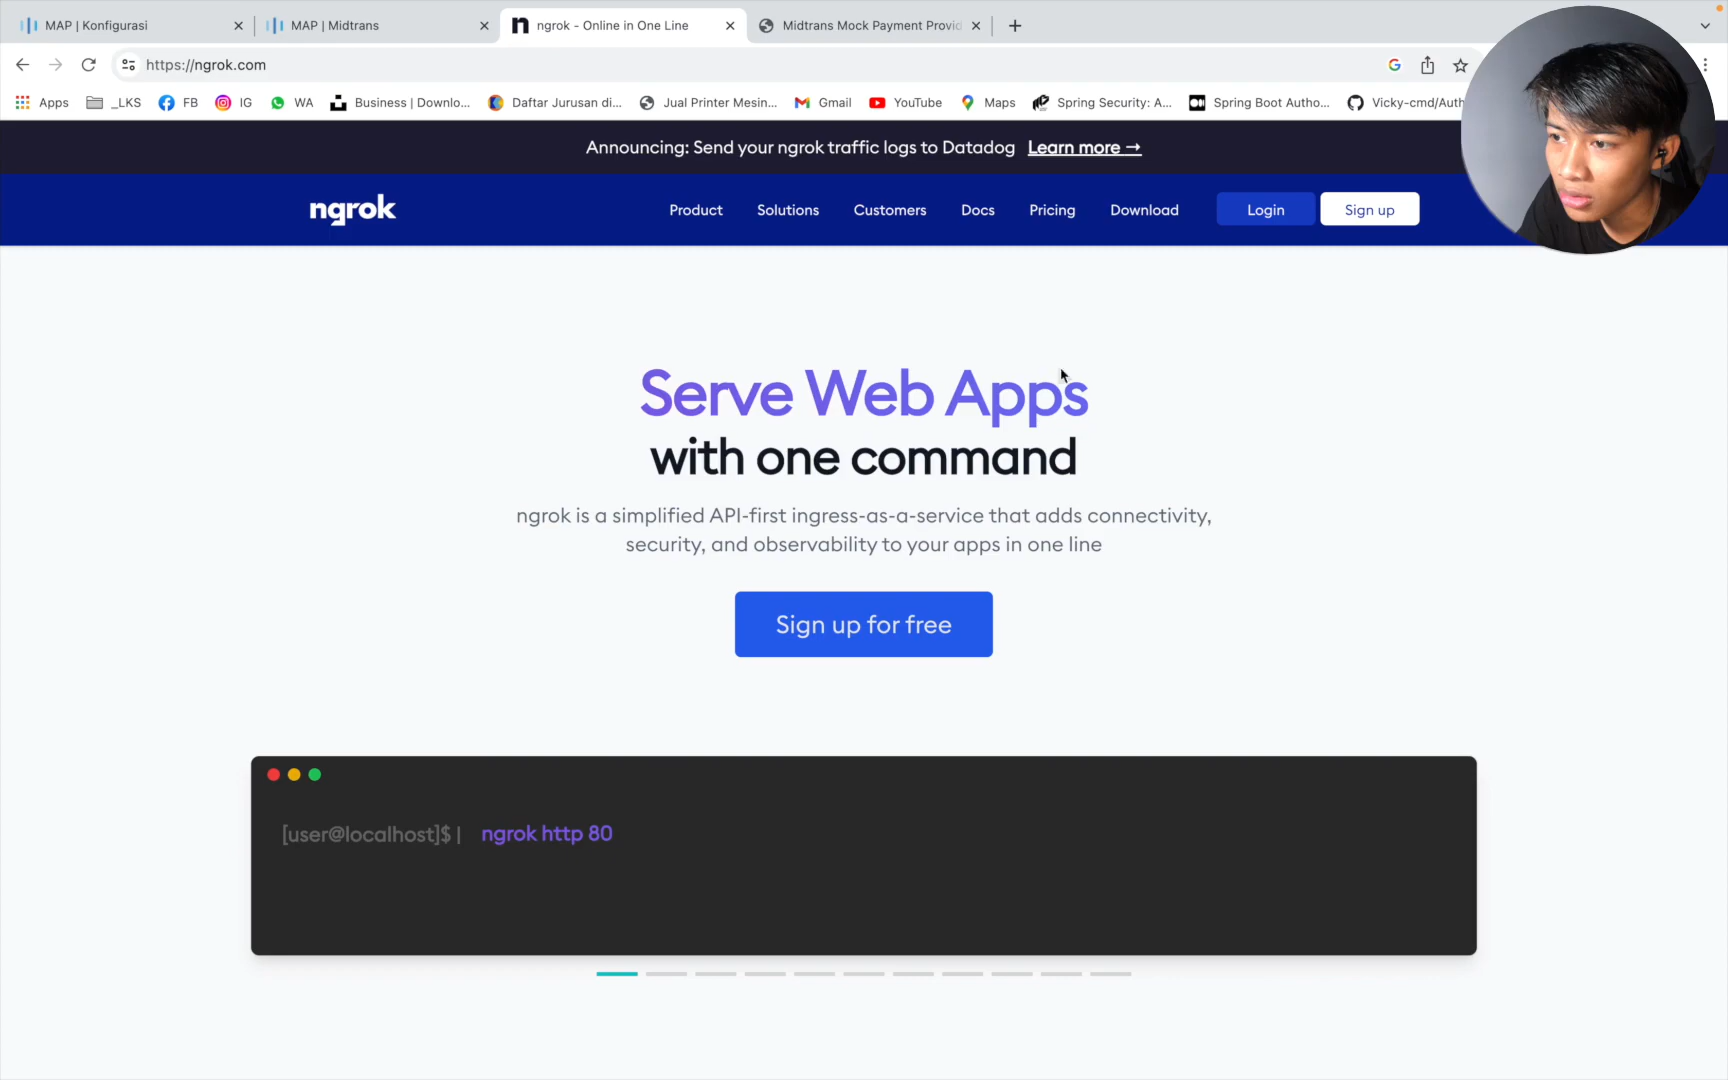 MAP | Konfigurasi
MAP | Midtrans
ngrok - Online in One Line
Midtrans Mock Payment Provid
https://ngrok.com
Apps
_LKS
FB
IG
WA
Business | Downlo...
Daftar Jurusan di...
Jual Printer Mesin...
Gmail
YouTube
Maps
Spring Security: A...
Spring Boot Autho...
Vicky-cmd/Auth
Announcing: Send your ngrok traffic logs to Datadog Learn more →
ngrok
Product
Solutions
Customers
Docs
Pricing
Download
Login
Sign up
Serve Web Apps
with one command
ngrok is a simplified API-first ingress-as-a-service that adds connectivity,
security, and observability to your apps in one line
Sign up for free
[user@localhost]$ | ngrok http 80